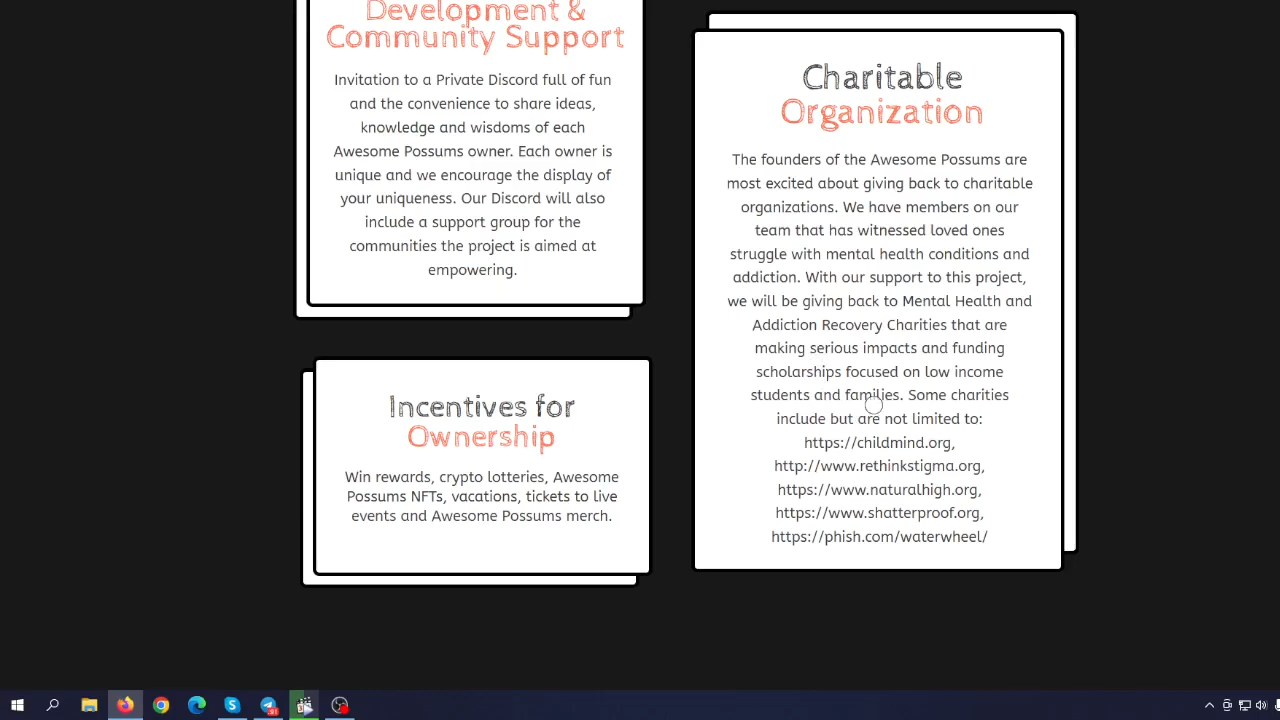 Development &
Community Support
Invitation to a Private Discord full of fun
and the convenience to share ideas,
knowledge and wisdoms of each
Awesome Possums owner. Each owner is
unique and we encourage the display of
your uniqueness. Our Discord will also
include a support group for the
communities the project is aimed at
empowering.
Incentives for
Ownership
Win rewards, crypto lotteries, Awesome
Possums NFTs, vacations, tickets to live
events and Awesome Possums merch.
Charitable
Organization
The founders of the Awesome Possums are
most excited about giving back to charitable
organizations. We have members on our
team that has witnessed loved ones
struggle with mental health conditions and
addiction. With our support to this project,
we will be giving back to Mental Health and
Addiction Recovery Charities that are
making serious impacts and funding
scholarships focused on low income
students and families. Some charities
include but are not limited to:
https://childmind.org,
http://www.rethinkstigma.org,
https://www.naturalhigh.org,
https://www.shatterproof.org,
https://phish.com/waterwheel/